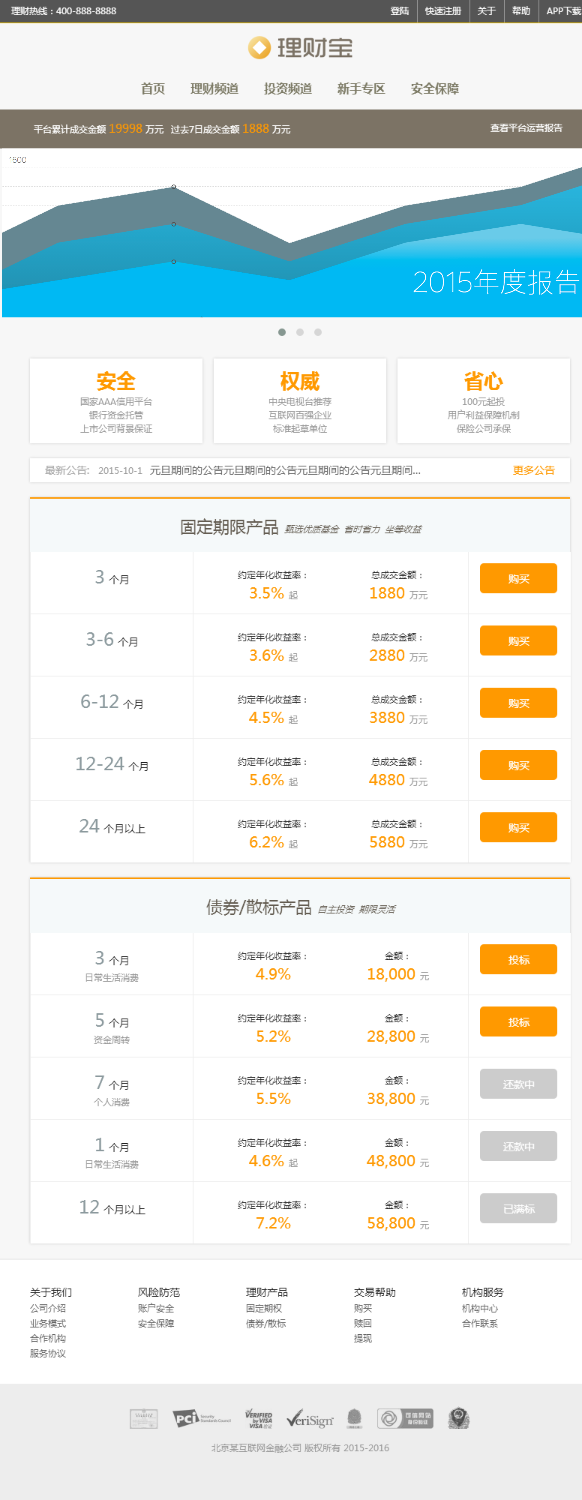 理财热线：400-888-8888 登陆 快速注册 关于 帮助 APP下载
理财宝
首页 理财频道 投资频道 新手专区 安全保障
平台累计成交金额 19998 万元 过去7日成交金额 1888 万元 查看平台运营报告
1500
2015年度报告
安全 权威 省心
国家AAA信用平台 中央电视台推荐 100元起投
银行资金托管 互联网百强企业 用户利益保障机制
上市公司背景保证 标准起草单位 保险公司承保
最新公告： 2015-10-1 元旦期间的公告元旦期间的公告元旦期间的公告元旦期间... 更多公告
固定期限产品 甄选优质基金 省时省力 坐等收益
3 个月 约定年化收益率： 总成交金额： 购买
3.5% 起 1880 万元
3-6 个月 约定年化收益率： 总成交金额： 购买
3.6% 起 2880 万元
6-12 个月 约定年化收益率： 总成交金额： 购买
4.5% 起 3880 万元
12-24 个月 约定年化收益率： 总成交金额： 购买
5.6% 起 4880 万元
24 个月以上 约定年化收益率： 总成交金额： 购买
6.2% 起 5880 万元
债券/散标产品 自主投资 期限灵活
3 个月 约定年化收益率： 金额： 投标
日常生活消费 4.9% 18,000 元
5 个月 约定年化收益率： 金额： 投标
资金周转 5.2% 28,800 元
7 个月 约定年化收益率： 金额： 还款中
个人消费 5.5% 38,800 元
1 个月 约定年化收益率： 金额： 还款中
日常生活消费 4.6% 起 48,800 元
12 个月以上 约定年化收益率： 金额： 已满标
7.2% 58,800 元
关于我们 风险防范 理财产品 交易帮助 机构服务
公司介绍 账户安全 固定期权 购买 机构中心
业务模式 安全保障 债券/散标 赎回 合作联系
合作机构 提现
服务协议
PCI VERIFIED by VISA VeriSign
北京某互联网金融公司 版权所有 2015-2016